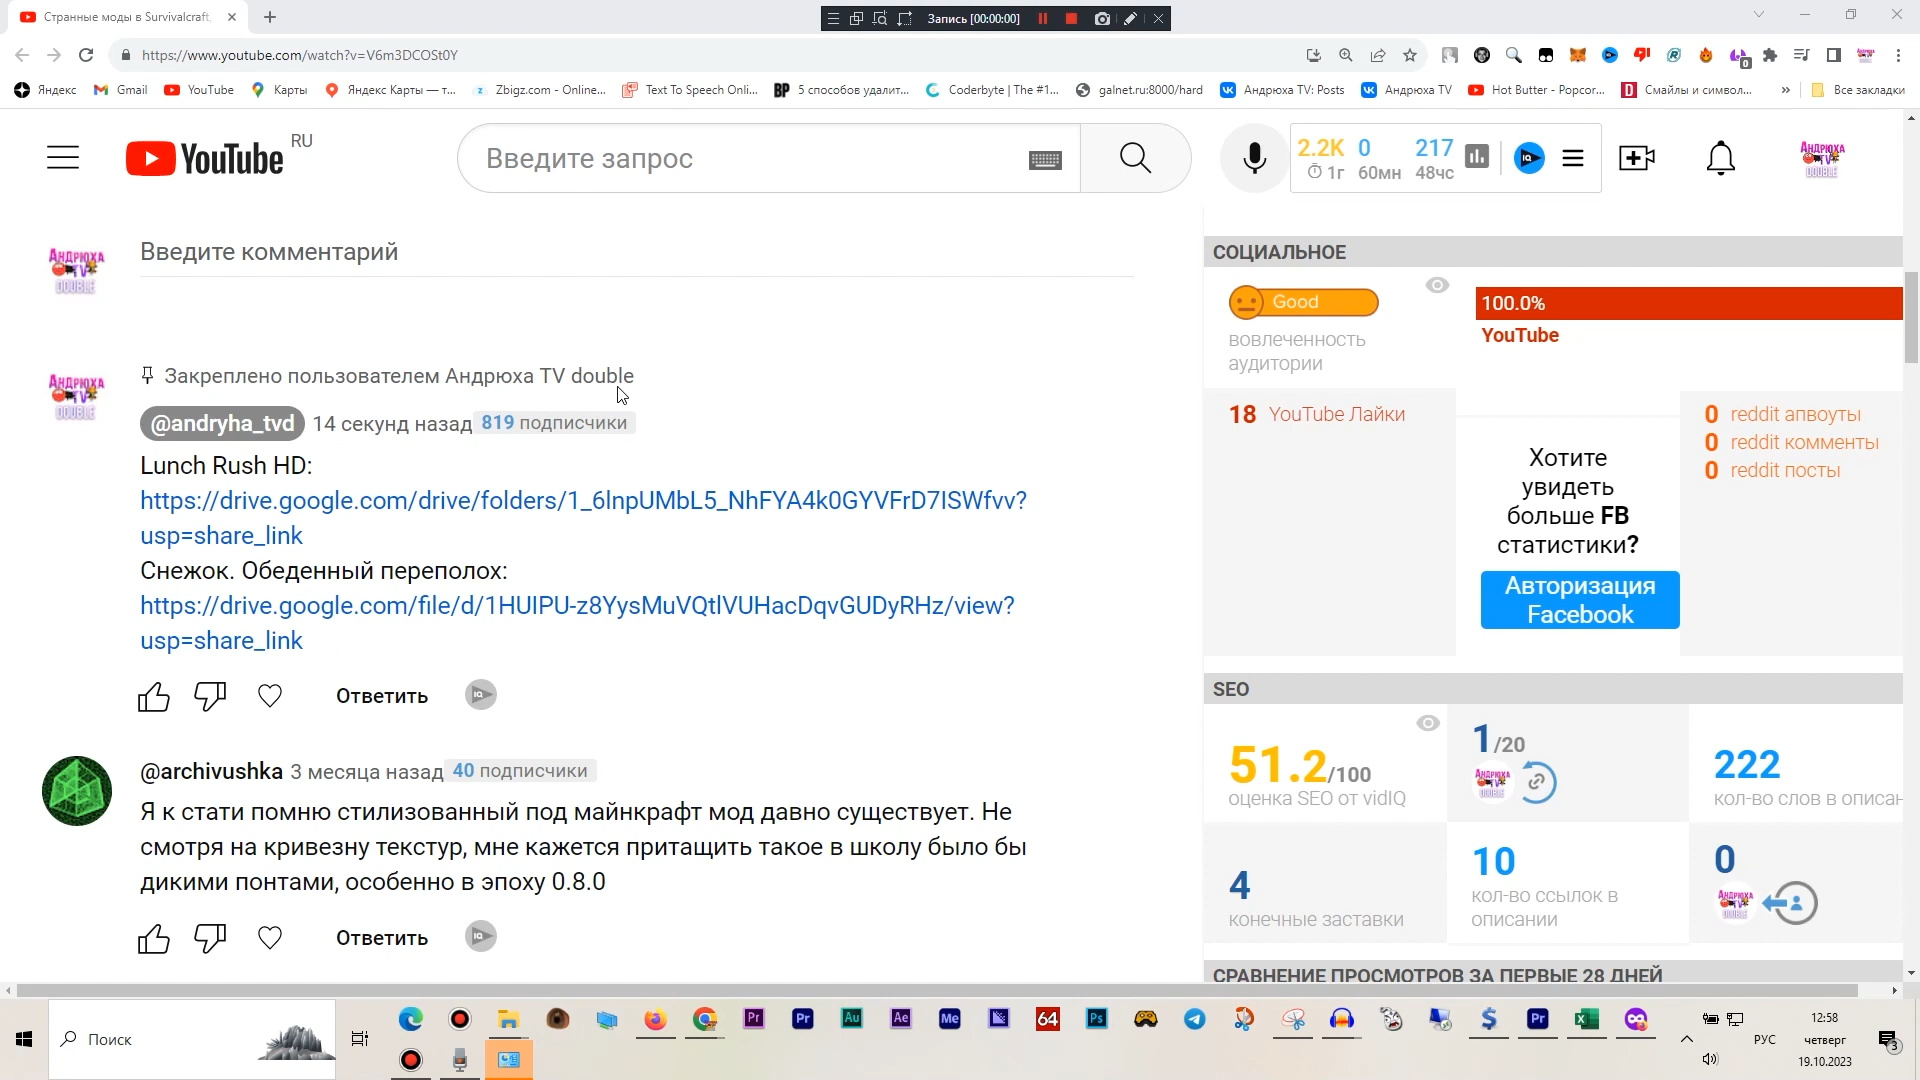 Странные моды в Survivalcraft,
Запись [00:00:00]
https://www.youtube.com/watch?v=V6m3DCOSt0Y
Яндекс
Gmail
YouTube
Карты
Яндекс Карты — т...
Zbigz.com - Online...
Text To Speech Onli...
5 способов удалит...
Coderbyte | The #1...
galnet.ru:8000/hard
Андрюха TV: Posts
Андрюха TV
Hot Butter - Popcor...
Смайлы и символ...
»
Все закладки
YouTube RU
Введите запрос
2.2K 0 217
1г 60мн 48чс
АНДРЮХА TV DOUBLE
Введите комментарий
Закреплено пользователем Андрюха TV double
@andryha_tvd 14 секунд назад 819 подписчики
Lunch Rush HD:
https://drive.google.com/drive/folders/1_6lnpUMbL5_NhFYA4k0GYVFrD7ISWfvv?
usp=share_link
Снежок. Обеденный переполох:
https://drive.google.com/file/d/1HUIPU-z8YysMuVQtlVUHacDqvGUDyRHz/view?
usp=share_link
Ответить
@archivushka 3 месяца назад 40 подписчики
Я к стати помню стилизованный под майнкрафт мод давно существует. Не
смотря на кривезну текстур, мне кажется притащить такое в школу было бы
дикими понтами, особенно в эпоху 0.8.0
Ответить
СОЦИАЛЬНОЕ
Good
вовлеченность
аудитории
100.0%
YouTube
18 YouTube Лайки
Хотите
увидеть
больше FB
статистики?
Авторизация
Facebook
0 reddit апвоуты
0 reddit комменты
0 reddit посты
SEO
51.2/100
оценка SEO от vidIQ
1/20
222
кол-во слов в описан
4
конечные заставки
10
кол-во ссылок в
описании
0
СРАВНЕНИЕ ПРОСМОТРОВ ЗА ПЕРВЫЕ 28 ДНЕЙ
Поиск
РУС
12:58
четверг
19.10.2023
3